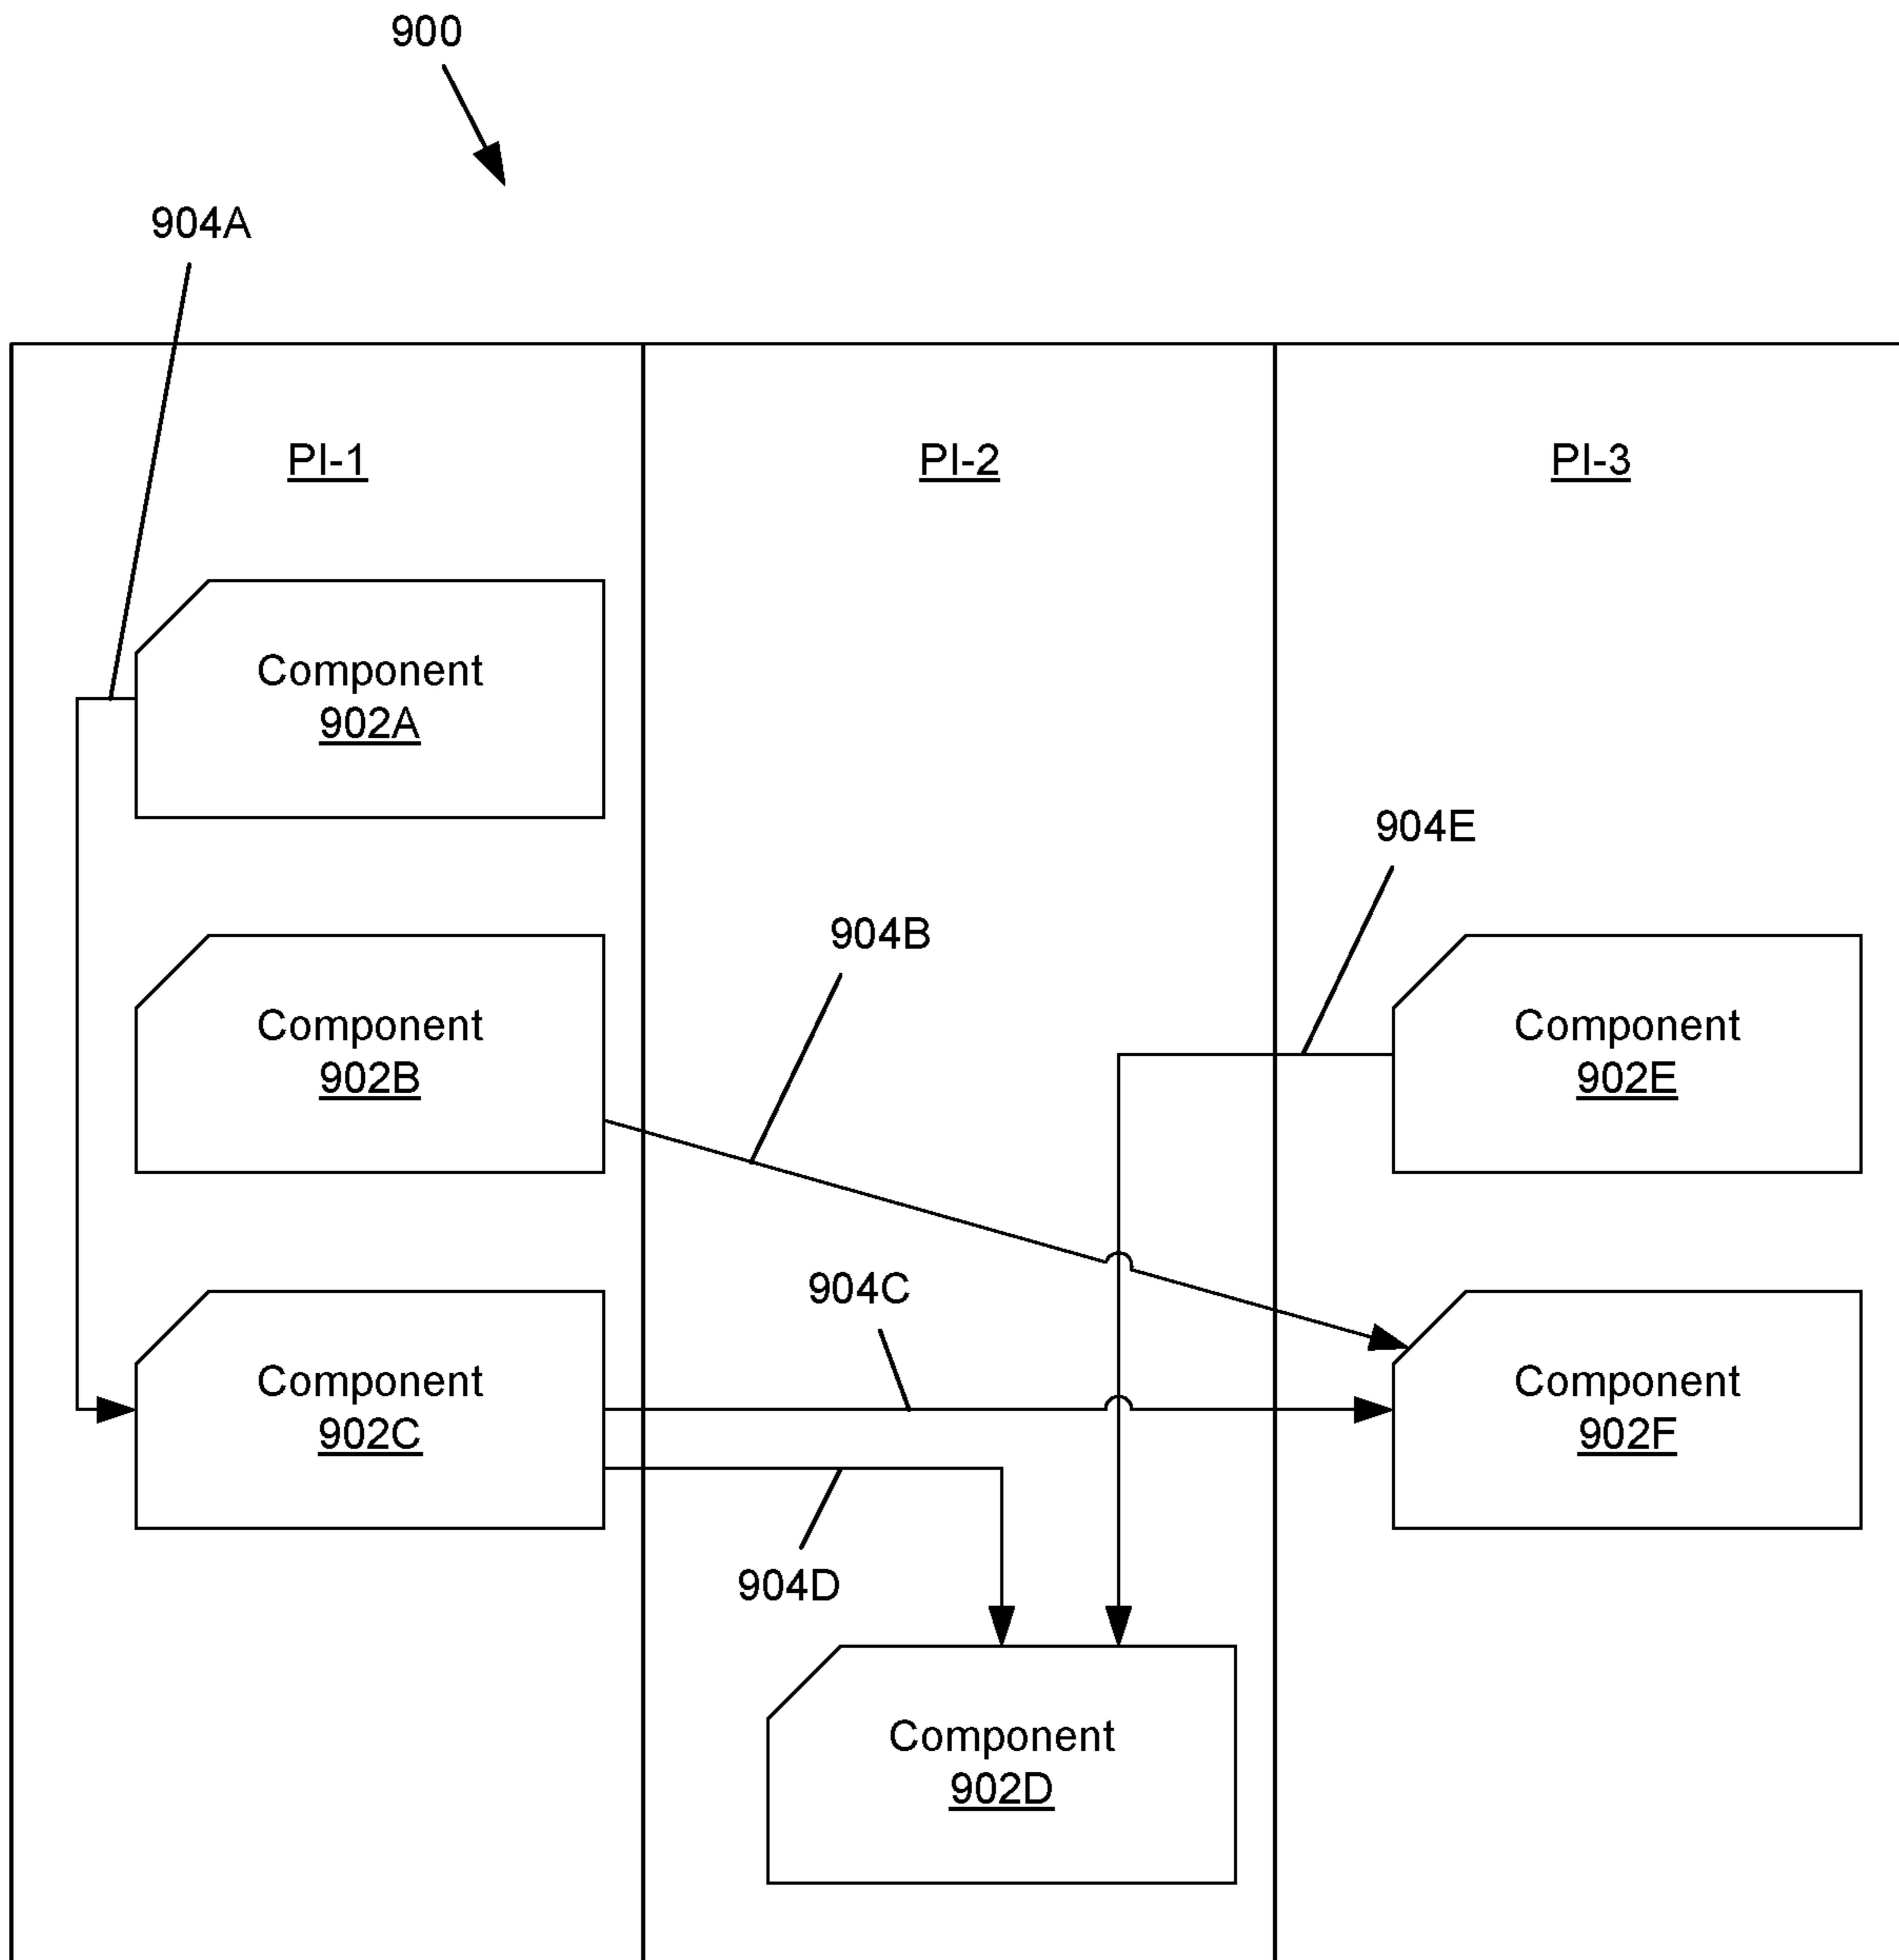 900
904A
PI-1
PI-2
PI-3
Component
902A
904E
904B
Component
902B
Component
902E
904C
Component
902C
Component
902F
904D
Component
902D